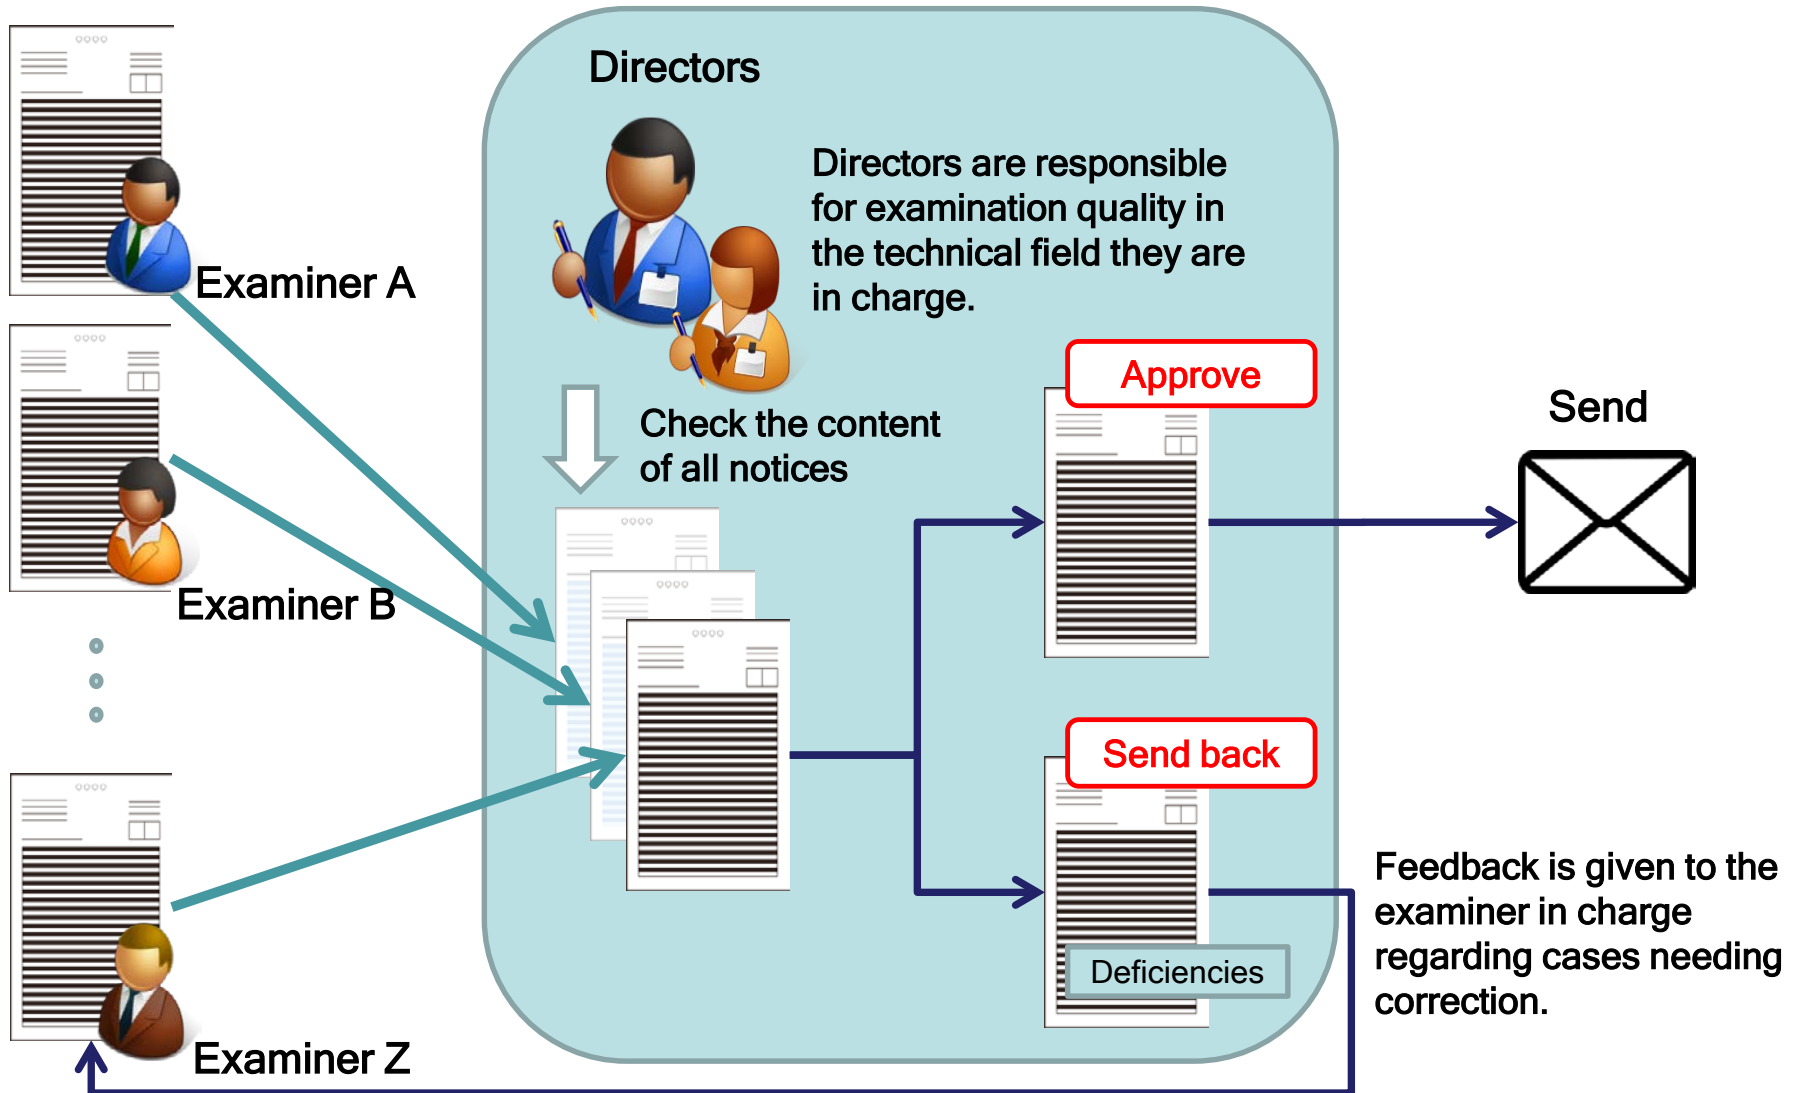 Directors
Directors are responsible
for examination quality in
the technical field they are
in charge.
Examiner A
Approve
Send
Check the content
of all notices
Examiner B
Send back
Feedback is given to the
examiner in charge
regarding cases needing
correction.
Deficiencies
Examiner Z